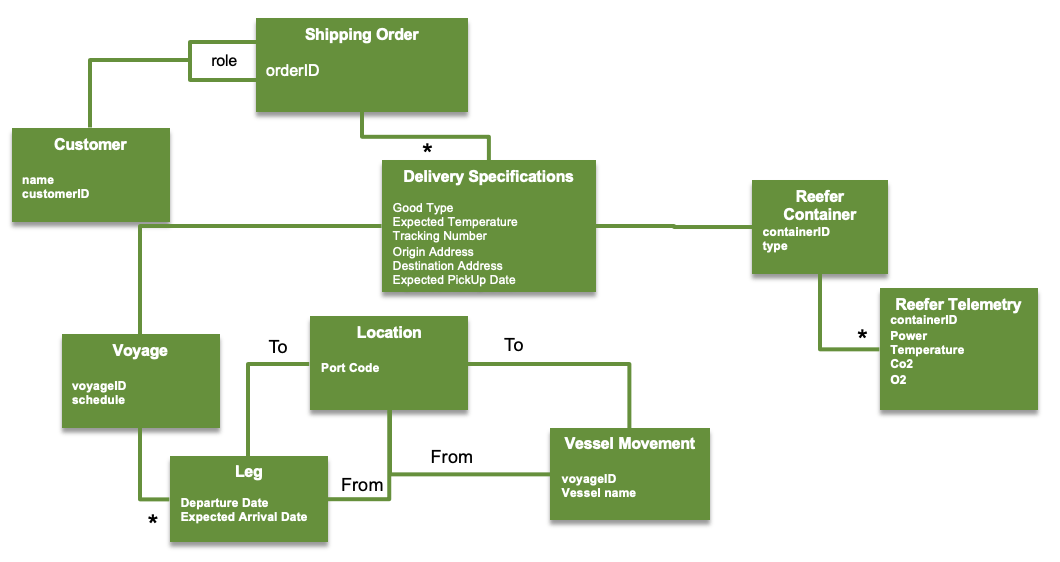 Shipping Order
orderID
role
Customer
name
customerID
*
Delivery Specifications
Good Type
Expected Temperature
Tracking Number
Origin Address
Destination Address
Expected PickUp Date
Reefer
Container
containerID
type
*
Reefer Telemetry
containerID
Power
Temperature
Co2
O2
Voyage
voyageID
schedule
To
Location
Port Code
To
*
Leg
Departure Date
Expected Arrival Date
From
From
Vessel Movement
voyageID
Vessel name